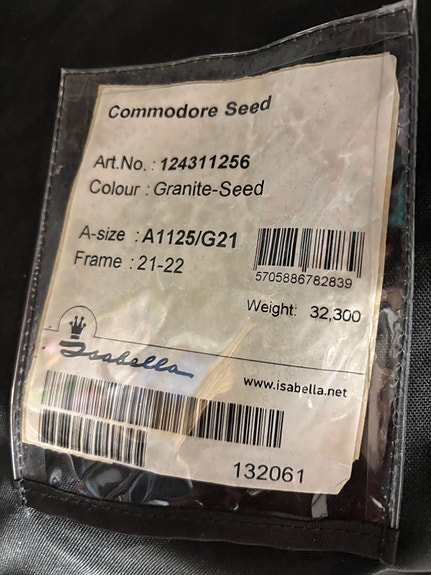 Commodore Seed
Art.No. : 124311256
Colour : Granite-Seed
A-size : A1125/G21
Frame : 21-22
5705886782839
Weight: 32,300
Isabella
www.isabella.net
132061